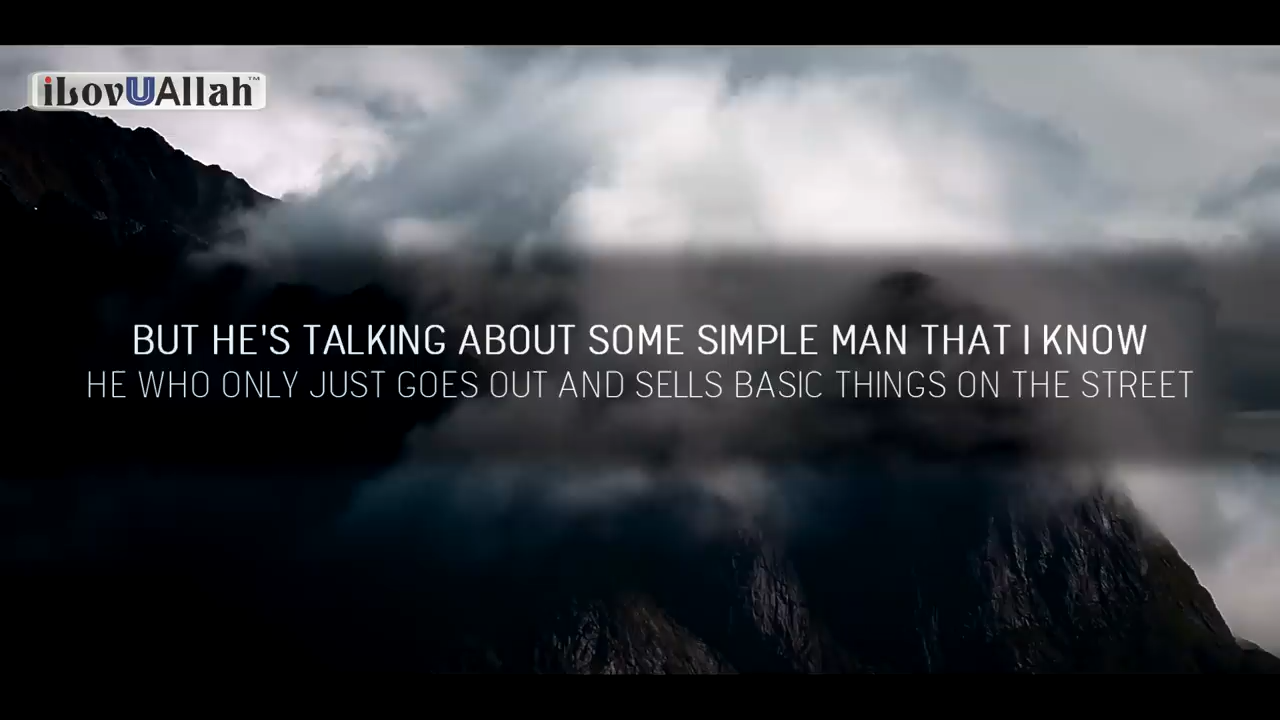 iLovUAllah™
BUT HE'S TALKING ABOUT SOME SIMPLE MAN THAT I KNOW
HE WHO ONLY JUST GOES OUT AND SELLS BASIC THINGS ON THE STREET